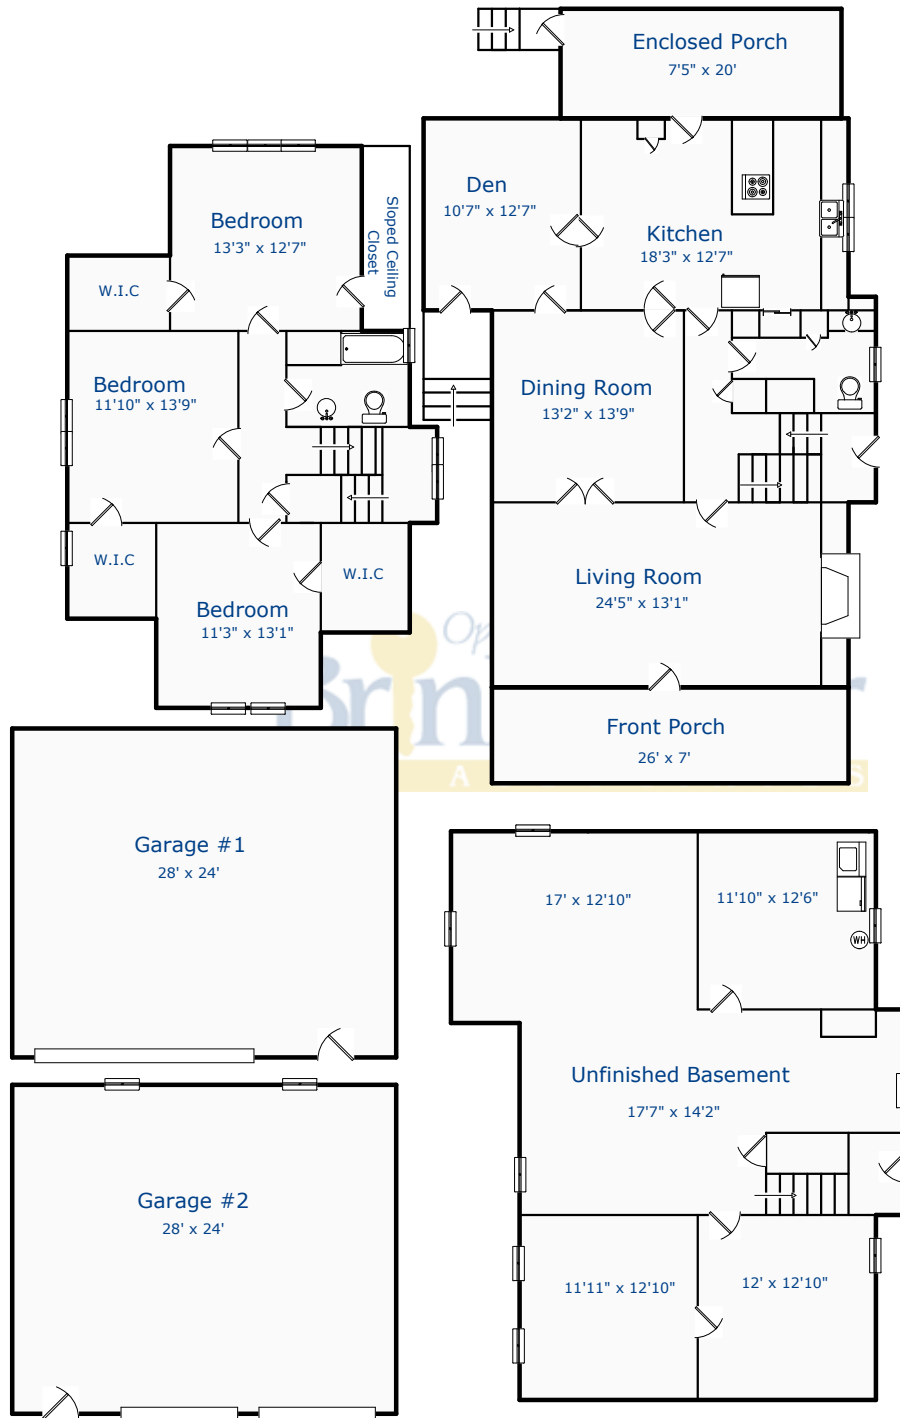 Enclosed Porch
7'5" x 20'
Den
10'7" x 12'7"
Kitchen
18'3" x 12'7"
Bedroom
13'3" x 12'7"
Sloped Ceiling
Closet
W.I.C
Bedroom
11'10" x 13'9"
Dining Room
13'2" x 13'9"
W.I.C
W.I.C
Bedroom
11'3" x 13'1"
Living Room
24'5" x 13'1"
Front Porch
26' x 7'
Garage #1
28' x 24'
17' x 12'10"
11'10" x 12'6"
WH
Unfinished Basement
17'7" x 14'2"
Garage #2
28' x 24'
11'11" x 12'10"
12' x 12'10"